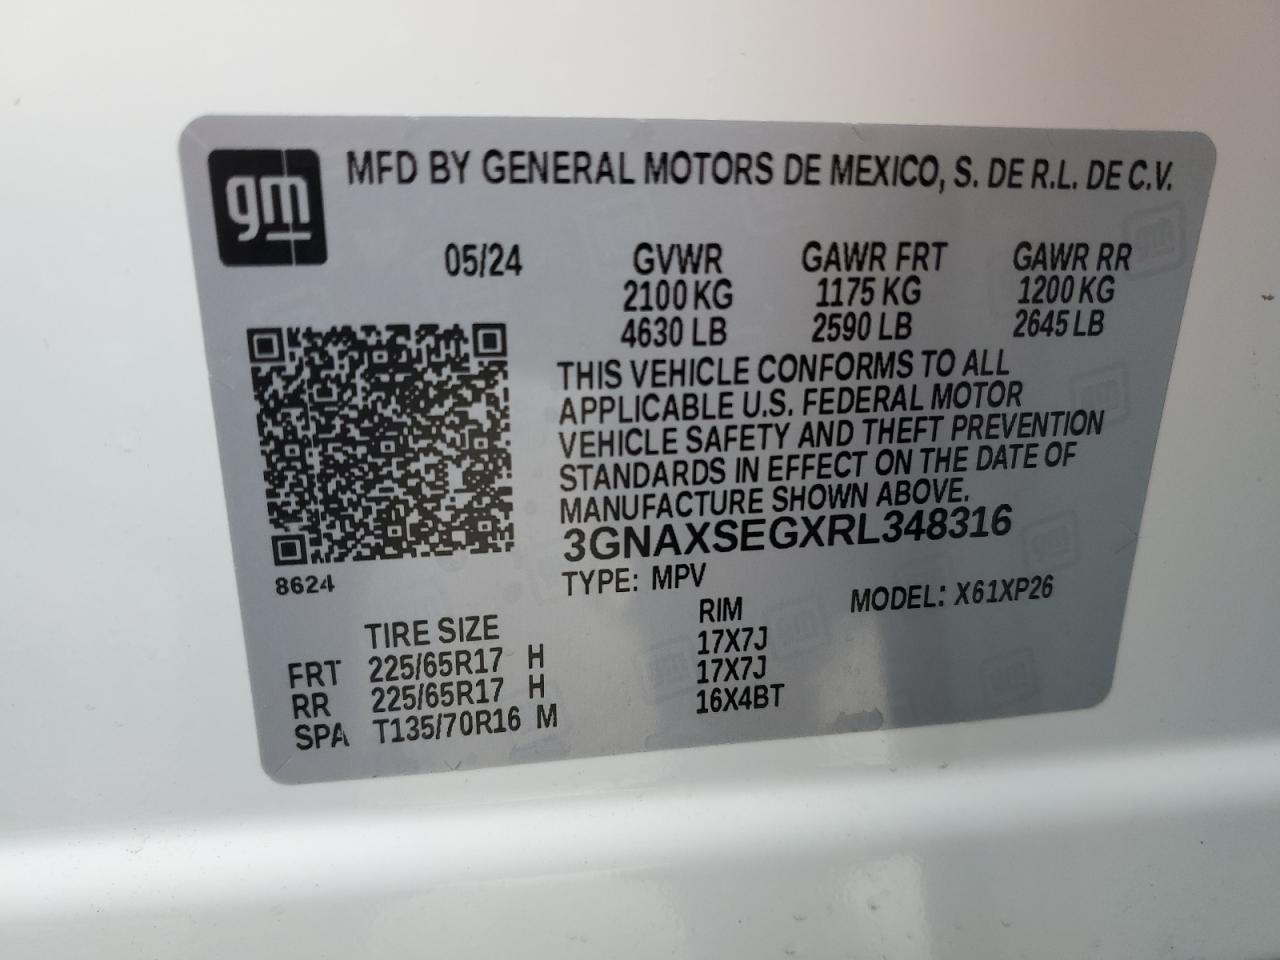 gm
MFD BY GENERAL MOTORS DE MEXICO, S. DE R.L. DE C.V.
05/24 GVWR GAWR FRT GAWR RR
2100 KG 1175 KG 1200 KG
4630 LB 2590 LB 2645 LB
THIS VEHICLE CONFORMS TO ALL
APPLICABLE U.S. FEDERAL MOTOR
VEHICLE SAFETY AND THEFT PREVENTION
STANDARDS IN EFFECT ON THE DATE OF
MANUFACTURE SHOWN ABOVE.
3GNAXSEGXRL348316
8624
TYPE: MPV MODEL: X61XP26
TIRE SIZE RIM
FRT 225/65R17 H 17X7J
RR 225/65R17 H 17X7J
SPA T135/70R16 M 16X4BT